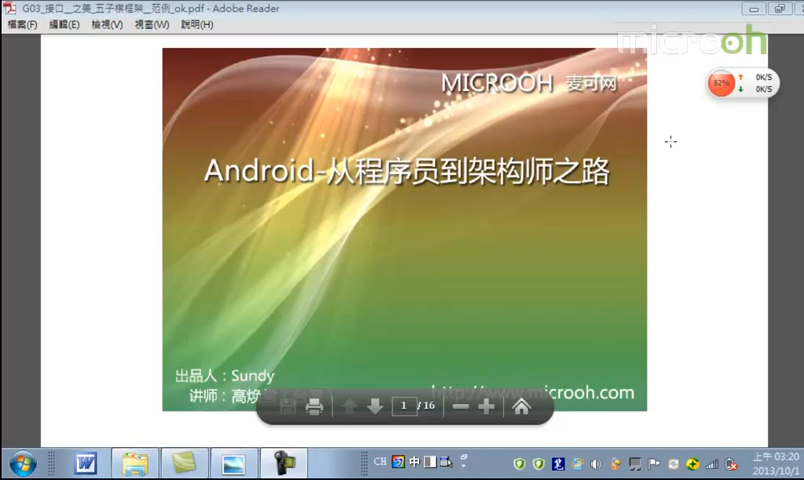 G03_接口__之美_五子棋框架__范例_ok.pdf - Adobe Reader
檔案(F) 編輯(E) 檢視(V) 視窗(W) 說明(H)
microoh
82%
0K/S
0K/S
MICROOH 麦可网
Android-从程序员到架构师之路
出品人：Sundy
讲师：高焕
http://www.microoh.com
1 / 16
CH 中
上午 03:20
2013/10/1